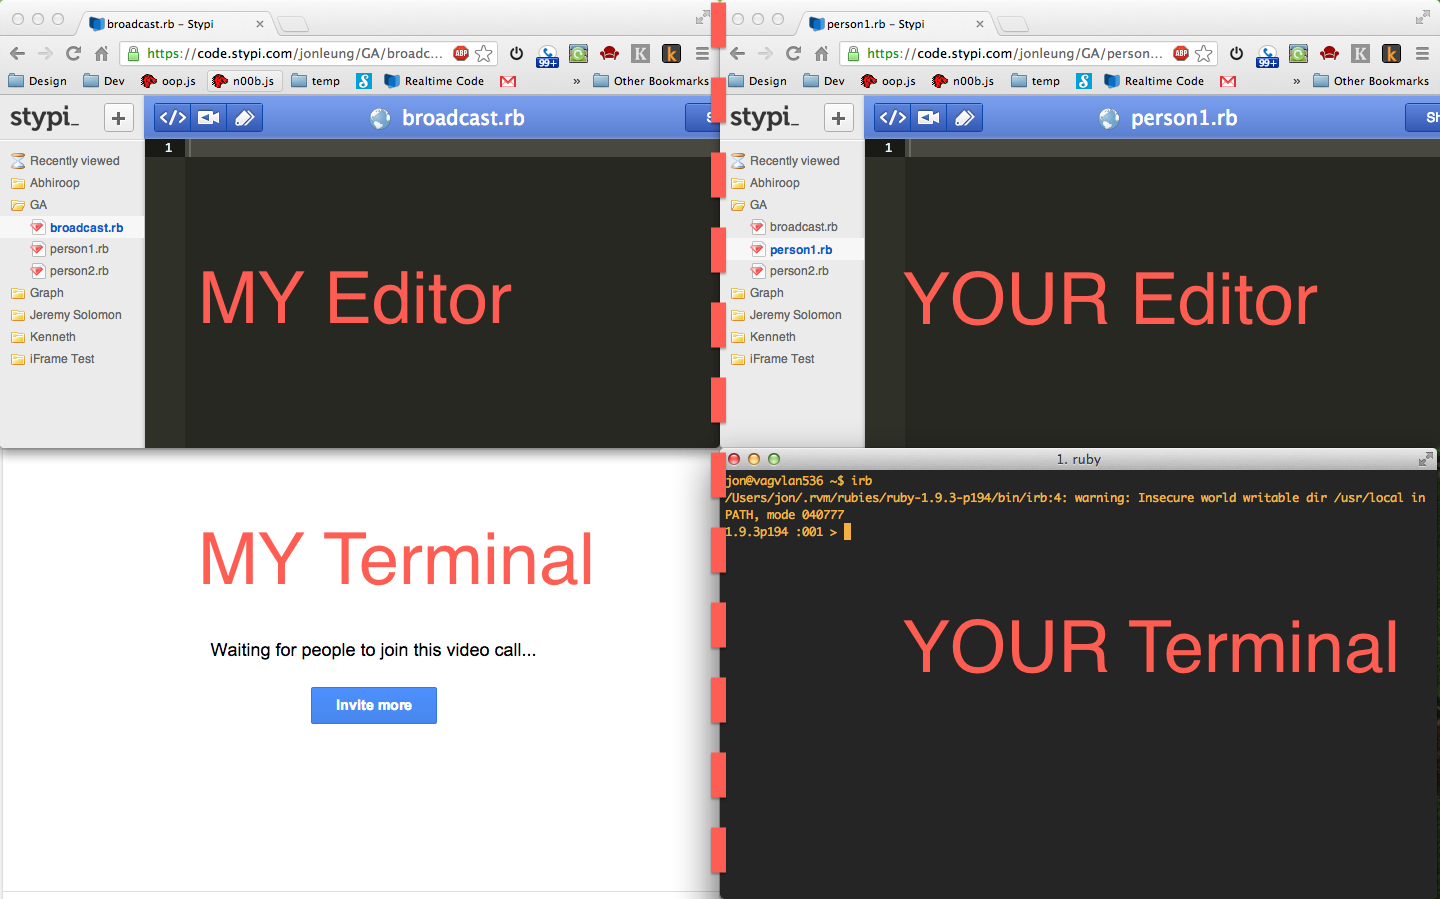 broadcast.rb – Stypi
https://code.stypi.com/jonleung/GA/broadc...
ABP
99+
K
k
Design
Dev
oop.js
n00b.js
temp
S
Realtime Code
»
Other Bookmarks
stypi_
+
</>
broadcast.rb
S
Recently viewed
Abhiroop
GA
broadcast.rb
person1.rb
person2.rb
Graph
Jeremy Solomon
Kenneth
iFrame Test
1
MY Editor
person1.rb – Stypi
https://code.stypi.com/jonleung/GA/person...
ABP
99+
K
k
Design
Dev
oop.js
n00b.js
temp
S
Realtime Code
»
Other Bookmarks
stypi_
+
</>
person1.rb
Sh
Recently viewed
Abhiroop
GA
broadcast.rb
person1.rb
person2.rb
Graph
Jeremy Solomon
Kenneth
iFrame Test
1
YOUR Editor
MY Terminal
Waiting for people to join this video call...
Invite more
1. ruby
jon@vagvlan536 ~$ irb
/Users/jon/.rvm/rubies/ruby-1.9.3-p194/bin/irb:4: warning: Insecure world writable dir /usr/local in
PATH, mode 040777
1.9.3p194 :001 >
YOUR Terminal